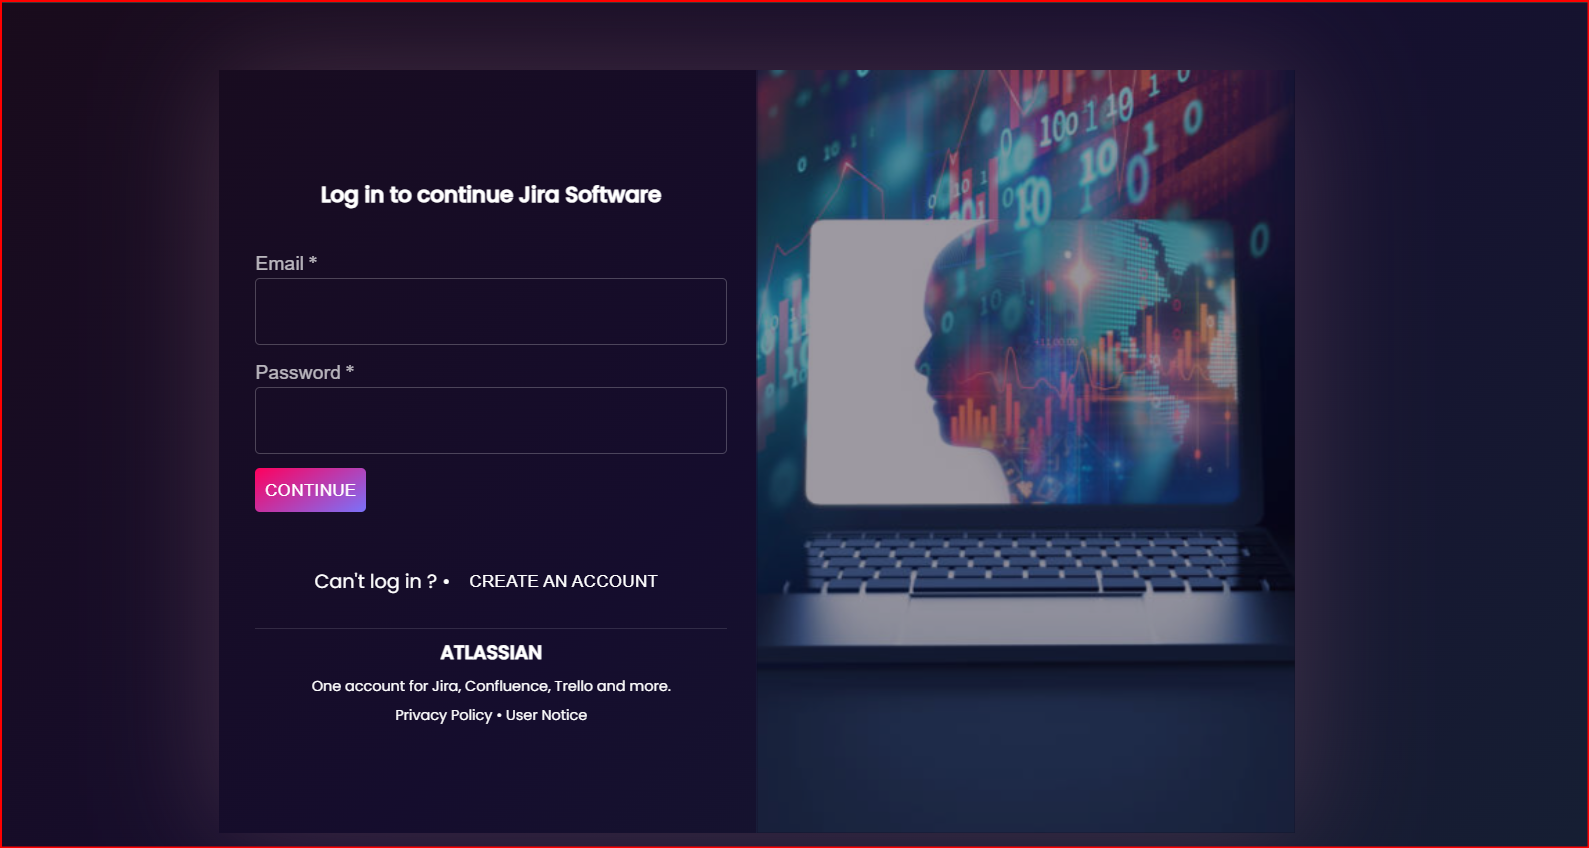 Log in to continue Jira Software
Email *
Password *
CONTINUE
Can't log in ? • CREATE AN ACCOUNT
ATLASSIAN
One account for Jira, Confluence, Trello and more.
Privacy Policy • User Notice